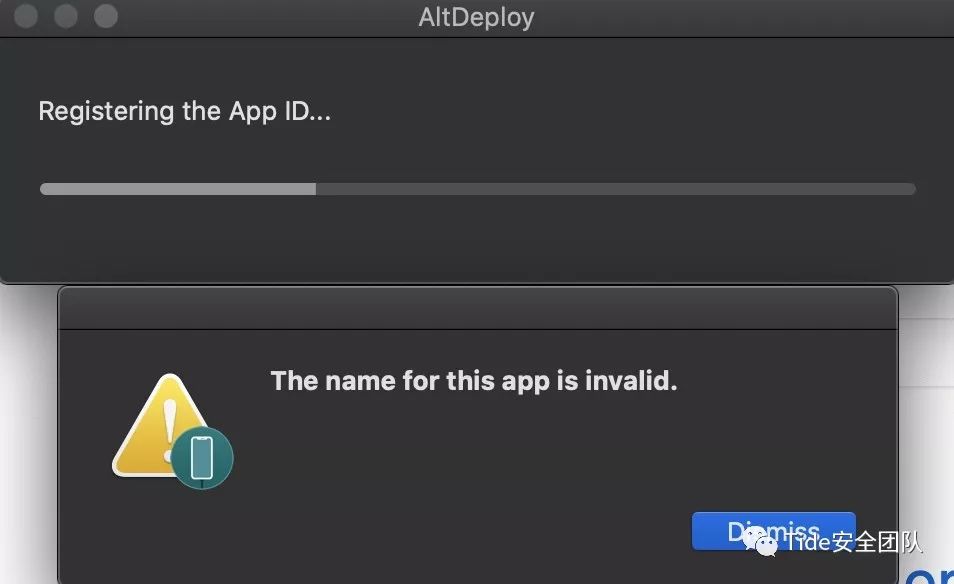 AltDeploy
Registering the App ID...
The name for this app is invalid.
Dismiss
Tide安全团队